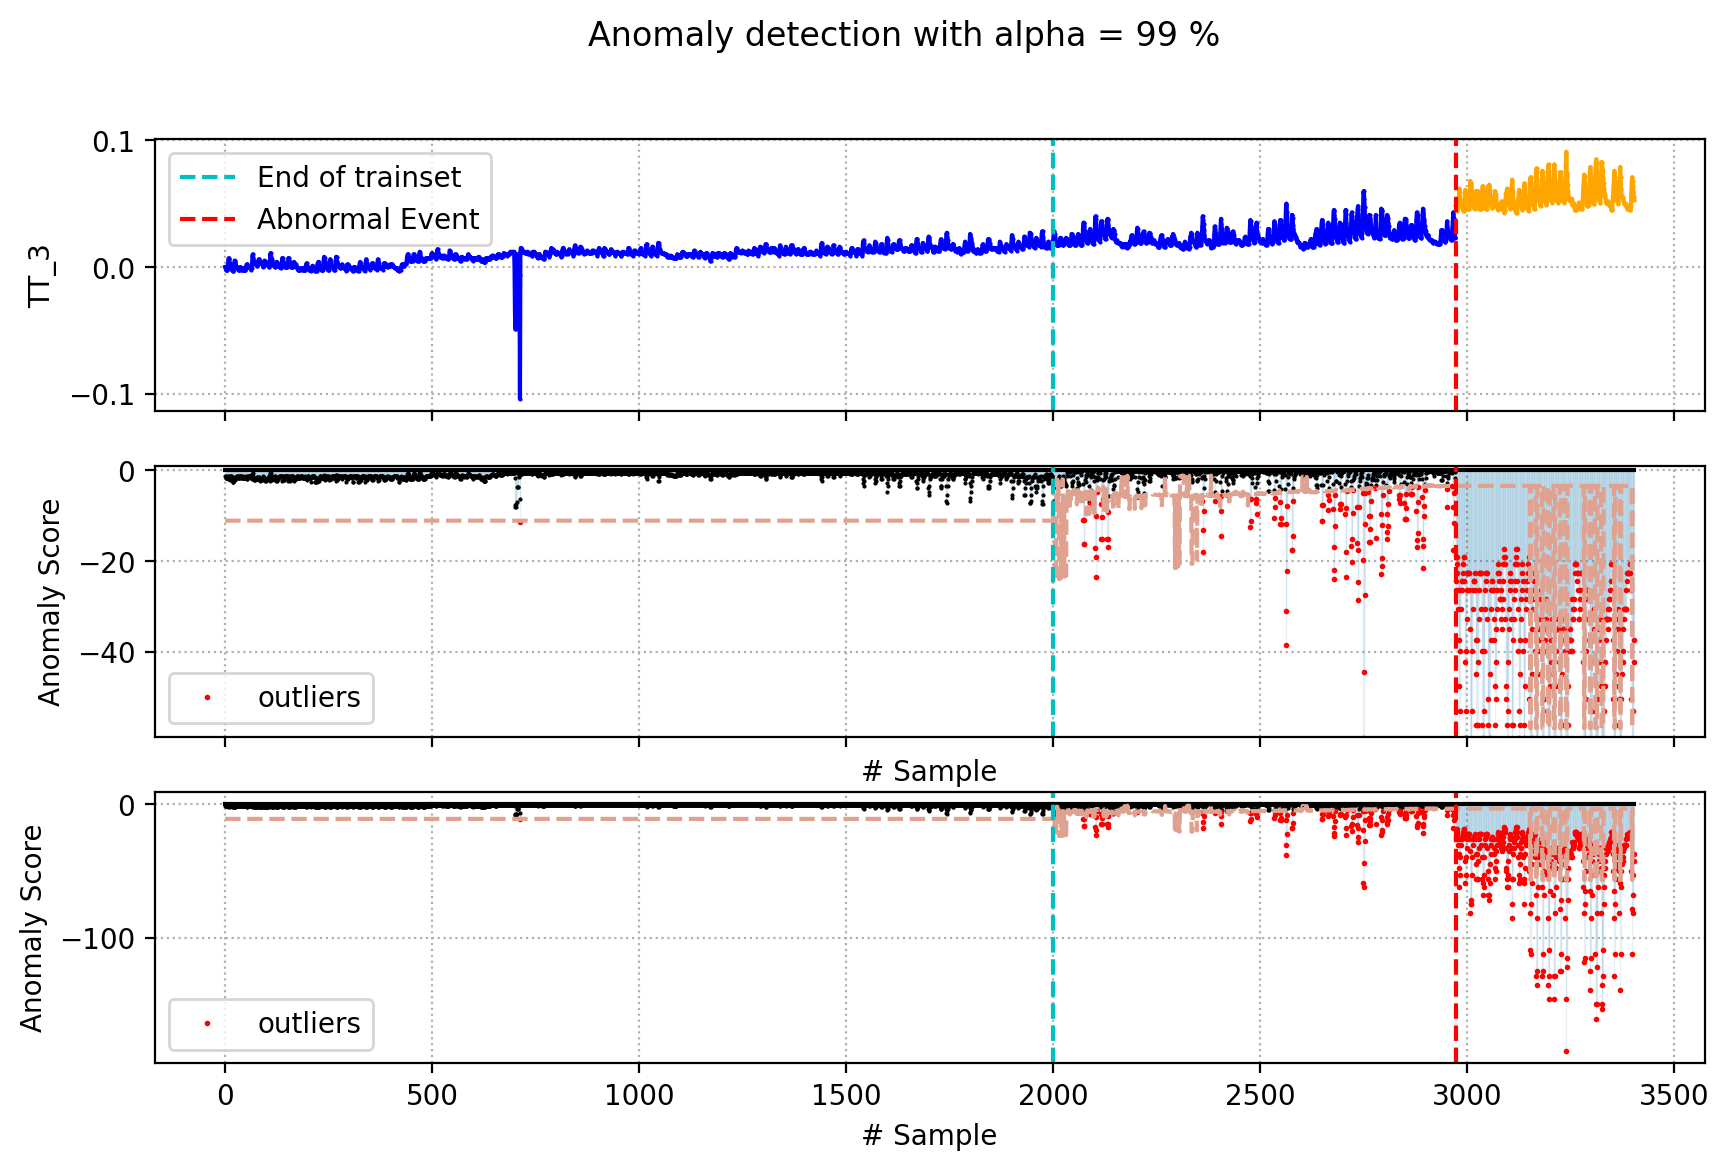 Anomaly detection with alpha = 99 %
0.1
0.0
−0.1
TT_3
End of trainset
Abnormal Event
0
−20
−40
Anomaly Score
outliers
# Sample
0
−100
Anomaly Score
outliers
0 500 1000 1500 2000 2500 3000 3500
# Sample